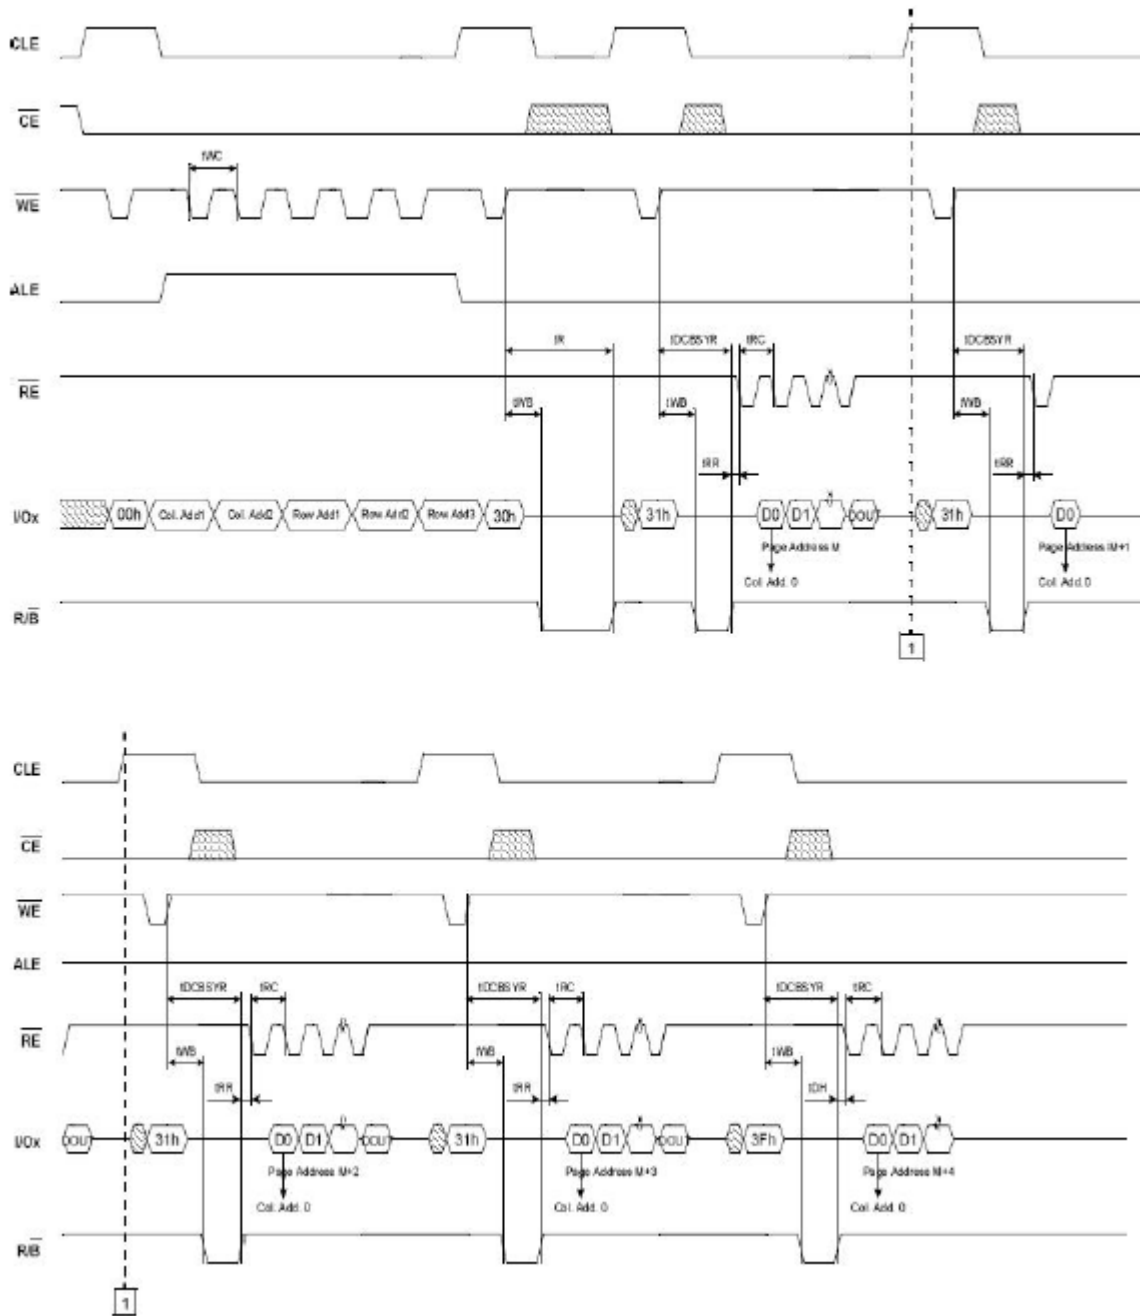 CLE
CE
tWC
WE
ALE
tR tDCBSYR tRC tDCBSYR
RE
tWB tWB tWB
tRR tRR
I/Ox 00h Col. Add1 Col. Add2 Row Add1 Row Add2 Row Add3 30h 31h D0 D1 DOUT 31h D0
Page Address M Page Address M+1
Col. Add. 0 Col. Add. 0
R/B
1
CLE
CE
WE
ALE
tDCBSYR tRC tDCBSYR tRC tDCBSYR tRC
RE
tWB tWB tWB
tRR tRR tDH
I/Ox DOUT 31h D0 D1 DOUT 31h D0 D1 DOUT 3Fh D0 D1
Page Address M+2 Page Address M+3 Page Address M+4
Col. Add. 0 Col. Add. 0 Col. Add. 0
R/B
1